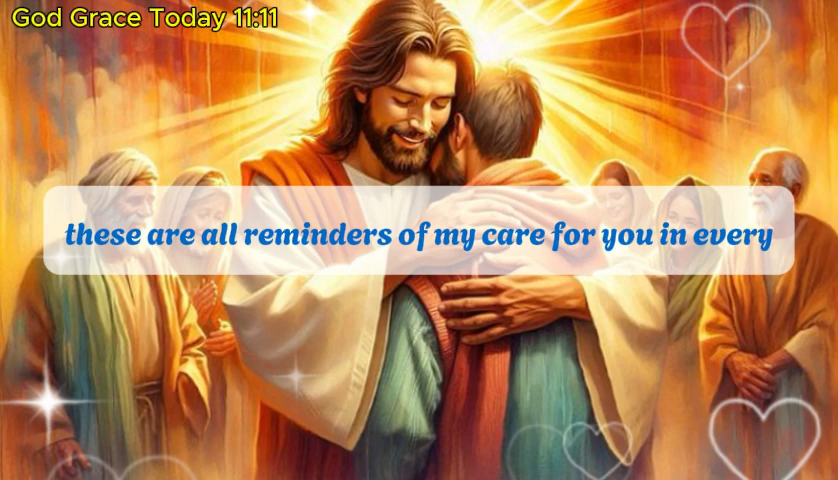 God Grace Today 11:11
these are all reminders of my care for you in every